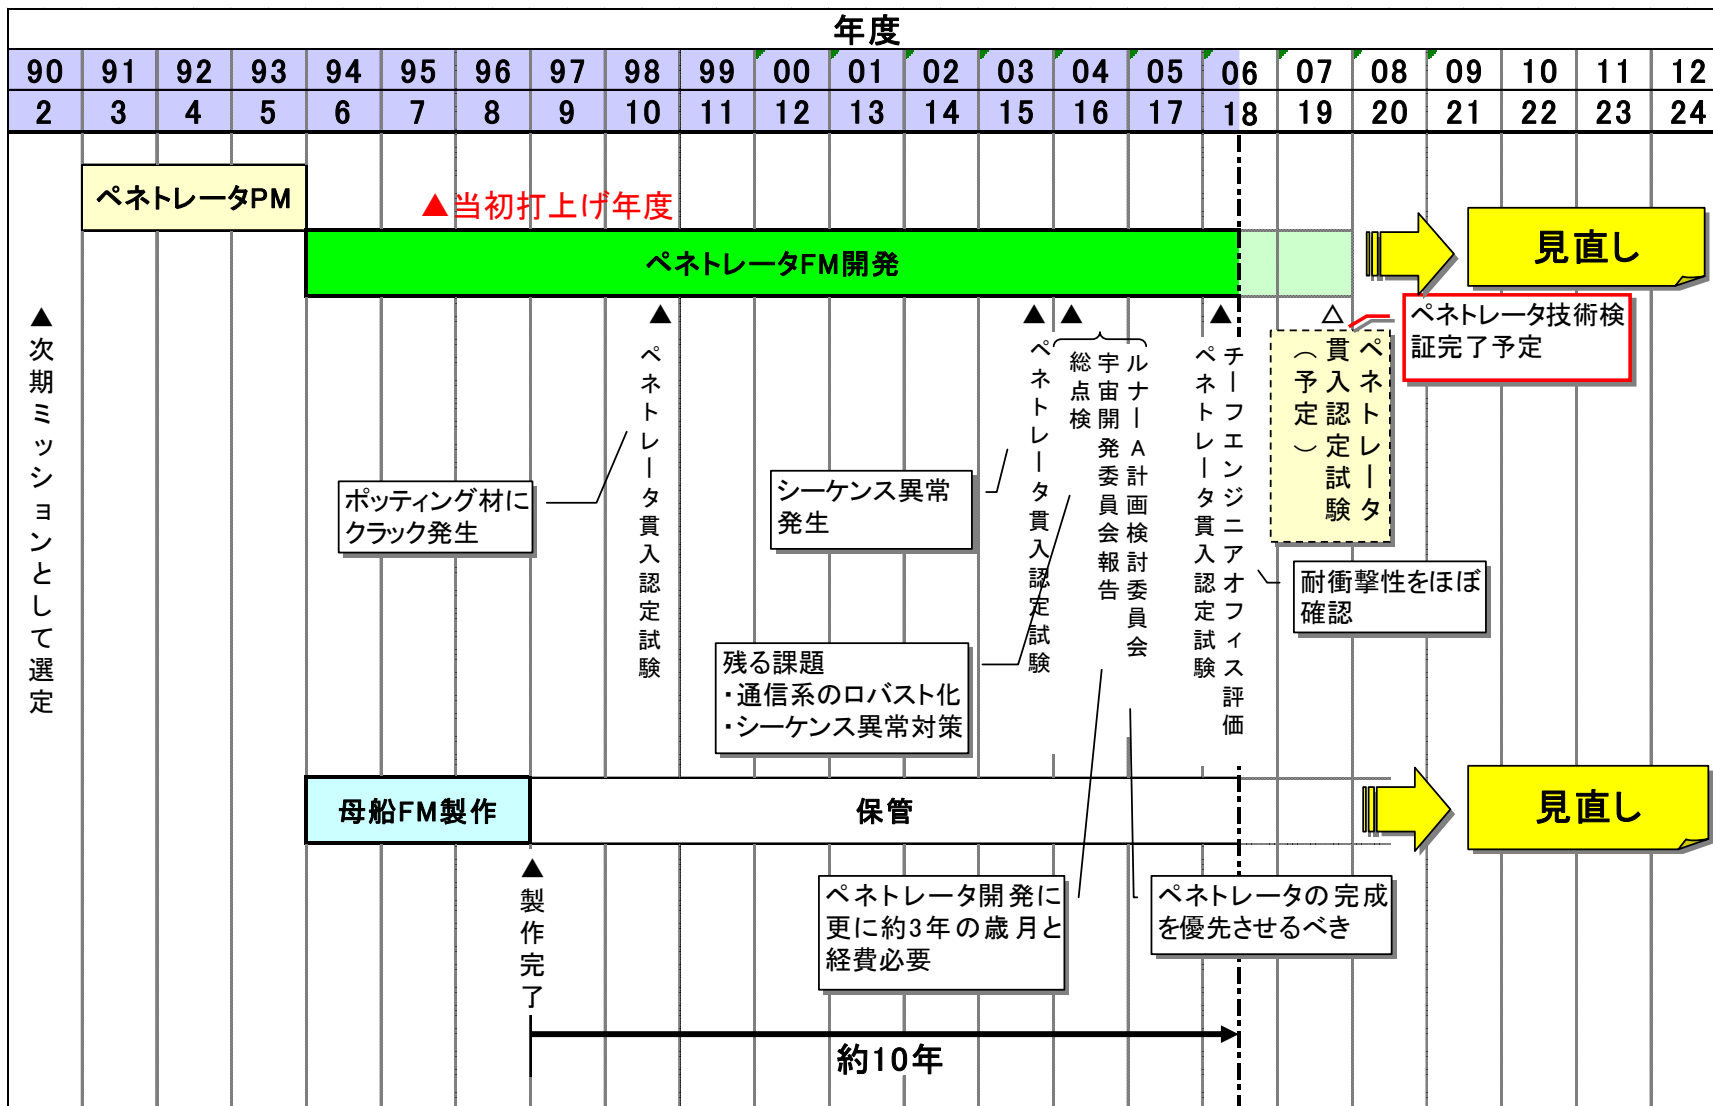 年度
90 91 92 93 94 95 96 97 98 99 00 01 02 03 04 05 06 07 08 09 10 11 12
2 3 4 5 6 7 8 9 10 11 12 13 14 15 16 17 18 19 20 21 22 23 24
ペネトレータPM
▲当初打上げ年度
ペネトレータFM開発
見直し
▲次期ミッションとして選定
▲
ペネトレータ貫入認定試験
ポッティング材に
クラック発生
▲
ペネトレータ貫入認定試験
シーケンス異常
発生
▲
総点検
宇宙開発委員会報告
ルナーA計画検討委員会
残る課題
・通信系のロバスト化
・シーケンス異常対策
▲
ペネトレータ貫入認定試験
チーフエンジニアオフィス評価
耐衝撃性をほぼ
確認
△
ペネトレータ
貫入認定試験
（予定）
ペネトレータ技術検
証完了予定
母船FM製作
保管
見直し
▲製作完了
ペネトレータ開発に
更に約3年の歳月と
経費必要
ペネトレータの完成
を優先させるべき
約10年